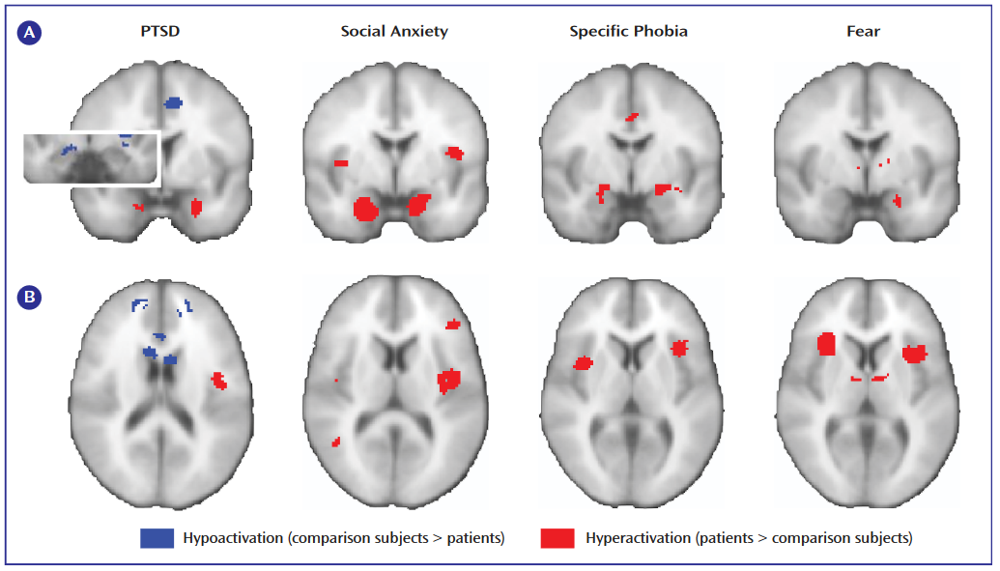 A
PTSD
Social Anxiety
Specific Phobia
Fear
B
Hypoactivation (comparison subjects > patients)
Hyperactivation (patients > comparison subjects)